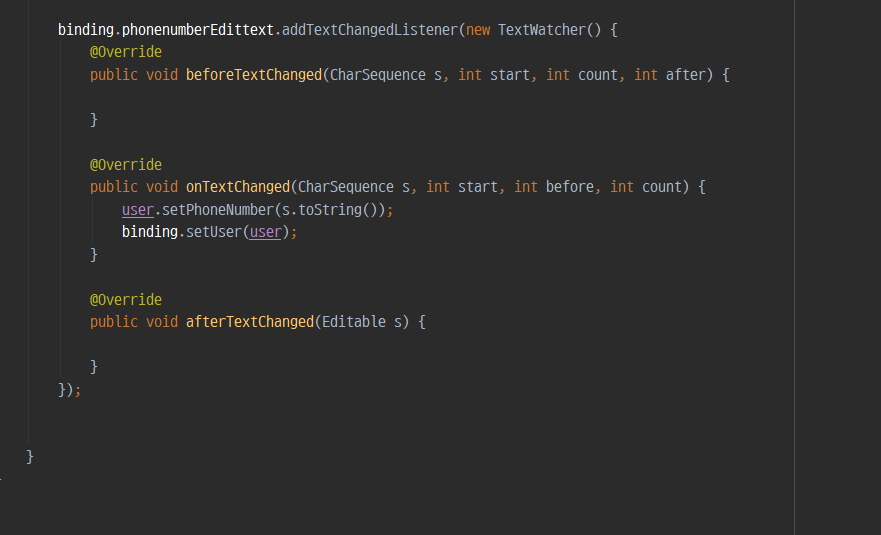 binding.phonenumberEdittext.addTextChangedListener(new TextWatcher() {
@Override
public void beforeTextChanged(CharSequence s, int start, int count, int after) {
}
@Override
public void onTextChanged(CharSequence s, int start, int before, int count) {
user.setPhoneNumber(s.toString());
binding.setUser(user);
}
@Override
public void afterTextChanged(Editable s) {
}
});
}